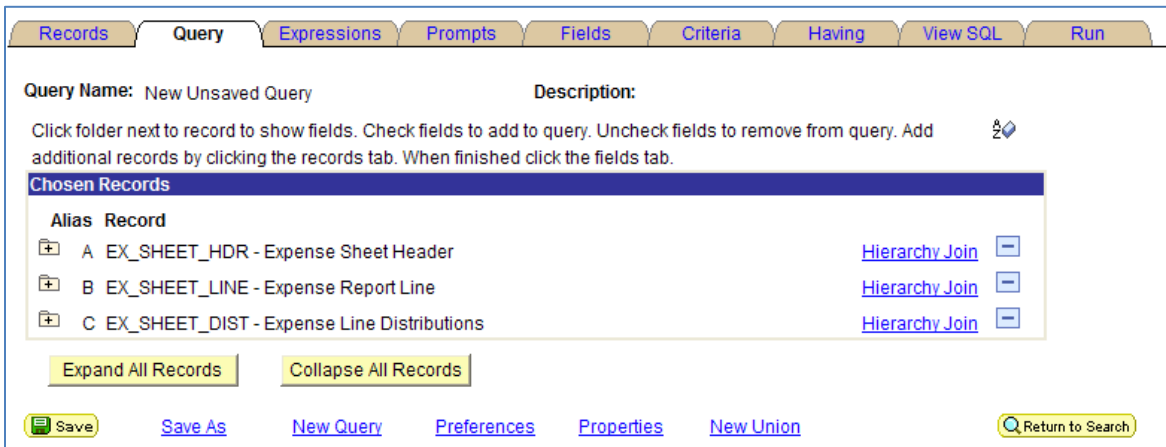 Records Query Expressions Prompts Fields Criteria Having View SQL Run
Query Name: New Unsaved Query Description:
Click folder next to record to show fields. Check fields to add to query. Uncheck fields to remove from query. Add
additional records by clicking the records tab. When finished click the fields tab.
Chosen Records
Alias Record
A EX_SHEET_HDR - Expense Sheet Header Hierarchy Join
B EX_SHEET_LINE - Expense Report Line Hierarchy Join
C EX_SHEET_DIST - Expense Line Distributions Hierarchy Join
Expand All Records Collapse All Records
Save Save As New Query Preferences Properties New Union Return to Search